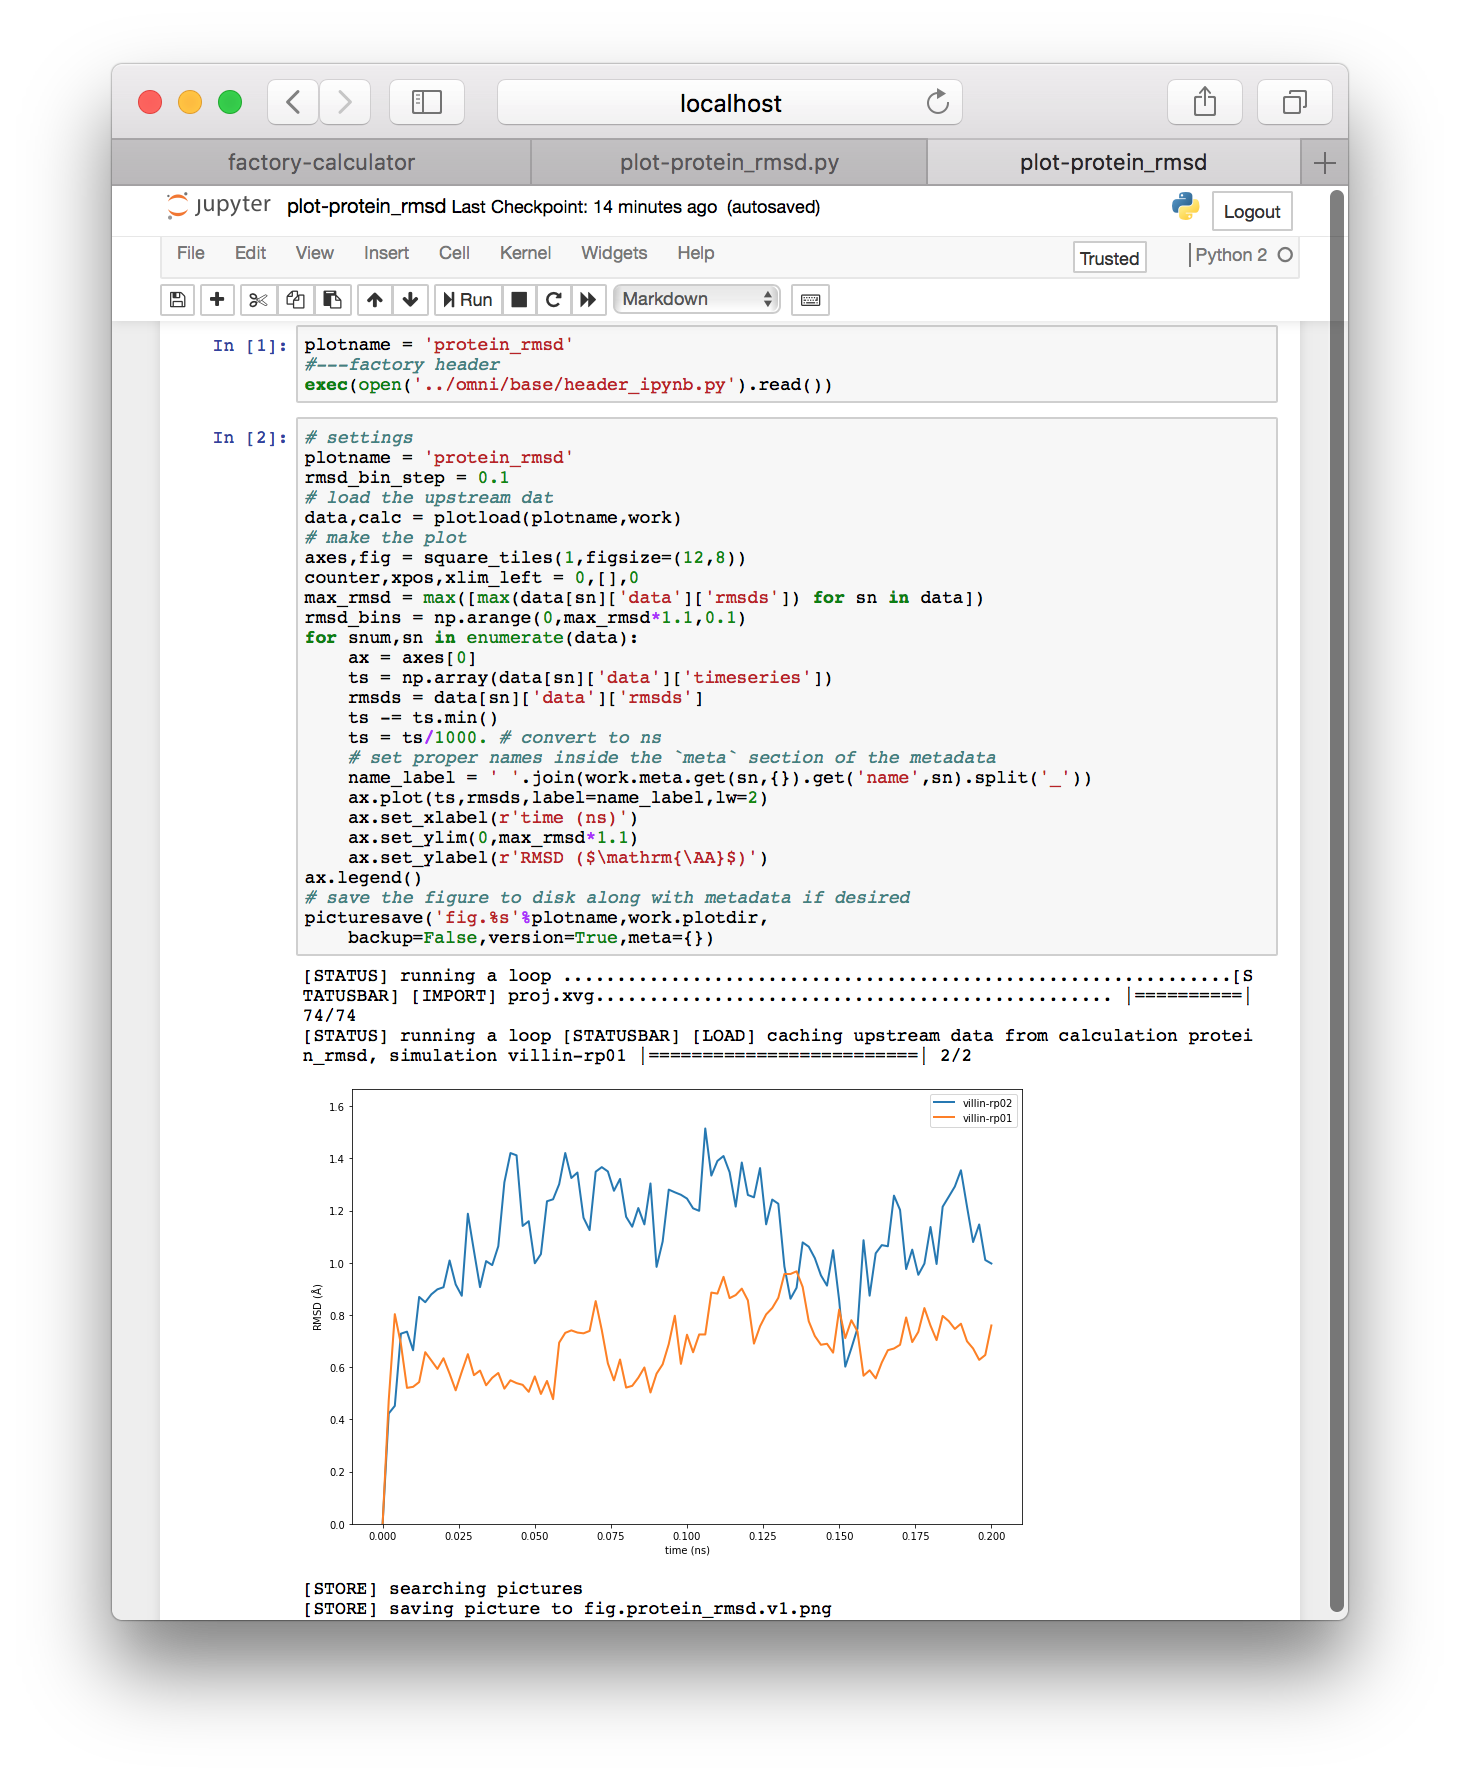 localhost
factory-calculator
plot-protein_rmsd.py
plot-protein_rmsd
jupyter plot-protein_rmsd Last Checkpoint: 14 minutes ago (autosaved)
Logout
File Edit View Insert Cell Kernel Widgets Help
Trusted
Python 2
Run
Markdown
In [1]:
plotname = 'protein_rmsd'
#---factory header
exec(open('../omni/base/header_ipynb.py').read())
In [2]:
# settings
plotname = 'protein_rmsd'
rmsd_bin_step = 0.1
# load the upstream dat
data,calc = plotload(plotname,work)
# make the plot
axes,fig = square_tiles(1,figsize=(12,8))
counter,xpos,xlim_left = 0,[],0
max_rmsd = max([max(data[sn]['data']['rmsds']) for sn in data])
rmsd_bins = np.arange(0,max_rmsd*1.1,0.1)
for snum,sn in enumerate(data):
    ax = axes[0]
    ts = np.array(data[sn]['data']['timeseries'])
    rmsds = data[sn]['data']['rmsds']
    ts -= ts.min()
    ts = ts/1000. # convert to ns
    # set proper names inside the `meta` section of the metadata
    name_label = ' '.join(work.meta.get(sn,{}).get('name',sn).split('_'))
    ax.plot(ts,rmsds,label=name_label,lw=2)
    ax.set_xlabel(r'time (ns)')
    ax.set_ylim(0,max_rmsd*1.1)
    ax.set_ylabel(r'RMSD ($\mathrm{\AA}$)')
ax.legend()
# save the figure to disk along with metadata if desired
picturesave('fig.%s'%plotname,work.plotdir,
    backup=False,version=True,meta={})
[STATUS] running a loop ..............................................................[S
TATUSBAR] [IMPORT] proj.xvg................................................ |==========|
74/74
[STATUS] running a loop [STATUSBAR] [LOAD] caching upstream data from calculation protei
n_rmsd, simulation villin-rp01 |=========================| 2/2
villin-rp02
villin-rp01
1.6
1.4
1.2
1.0
0.8
0.6
0.4
0.2
0.0
RMSD (Å)
0.000 0.025 0.050 0.075 0.100 0.125 0.150 0.175 0.200
time (ns)
[STORE] searching pictures
[STORE] saving picture to fig.protein_rmsd.v1.png